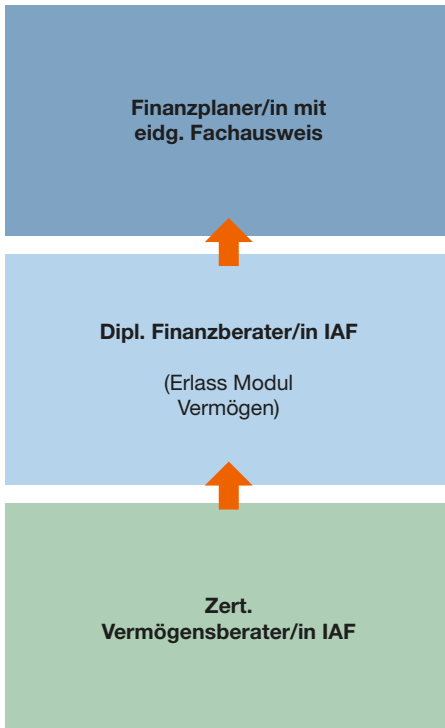 Finanzplaner/in mit
eidg. Fachausweis
Dipl. Finanzberater/in IAF
(Erlass Modul
Vermögen)
Zert.
Vermögensberater/in IAF